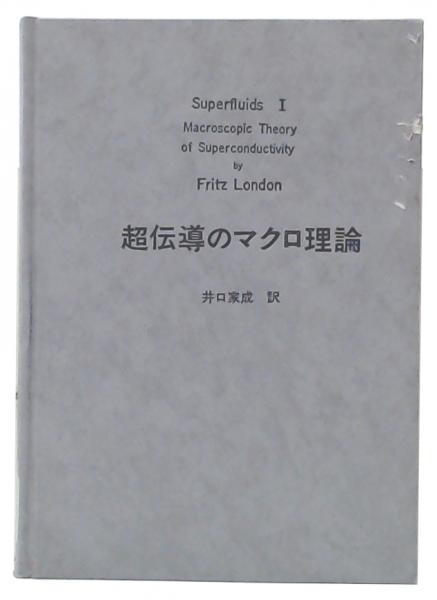 Superfluids I
Macroscopic Theory
of Superconductivity
by
Fritz London
超伝導のマクロ理論
井口家成 訳